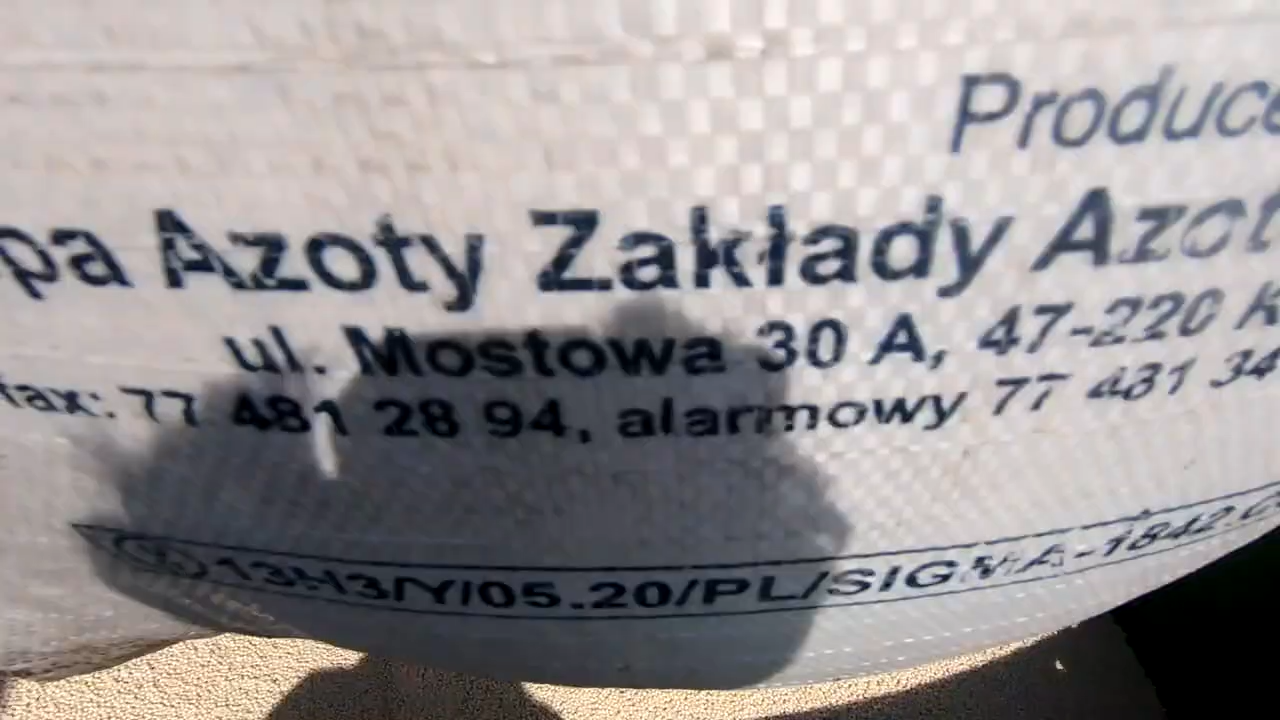 Produce
pa Azoty Zakłady Azot
ul. Mostowa 30 A, 47-220 K
fax: 77 481 28 94, alarmowy 77 481 34
13H3/Y/05.20/PL/SIGMA-1842.